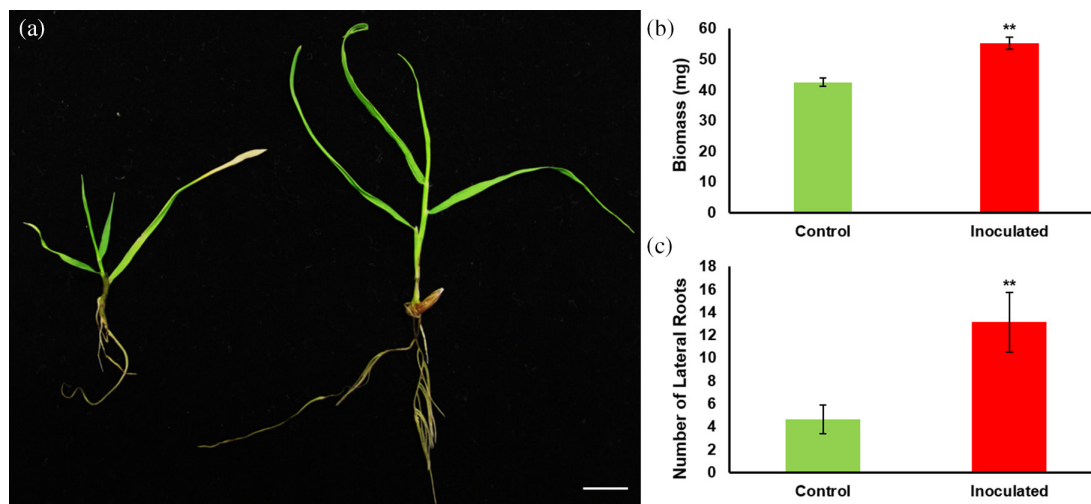 (a)
(b)
**
60
50
40
30
20
10
0
Biomass (mg)
Control Inoculated
(c)
**
18
16
14
12
10
8
6
4
2
0
Number of Lateral Roots
Control Inoculated